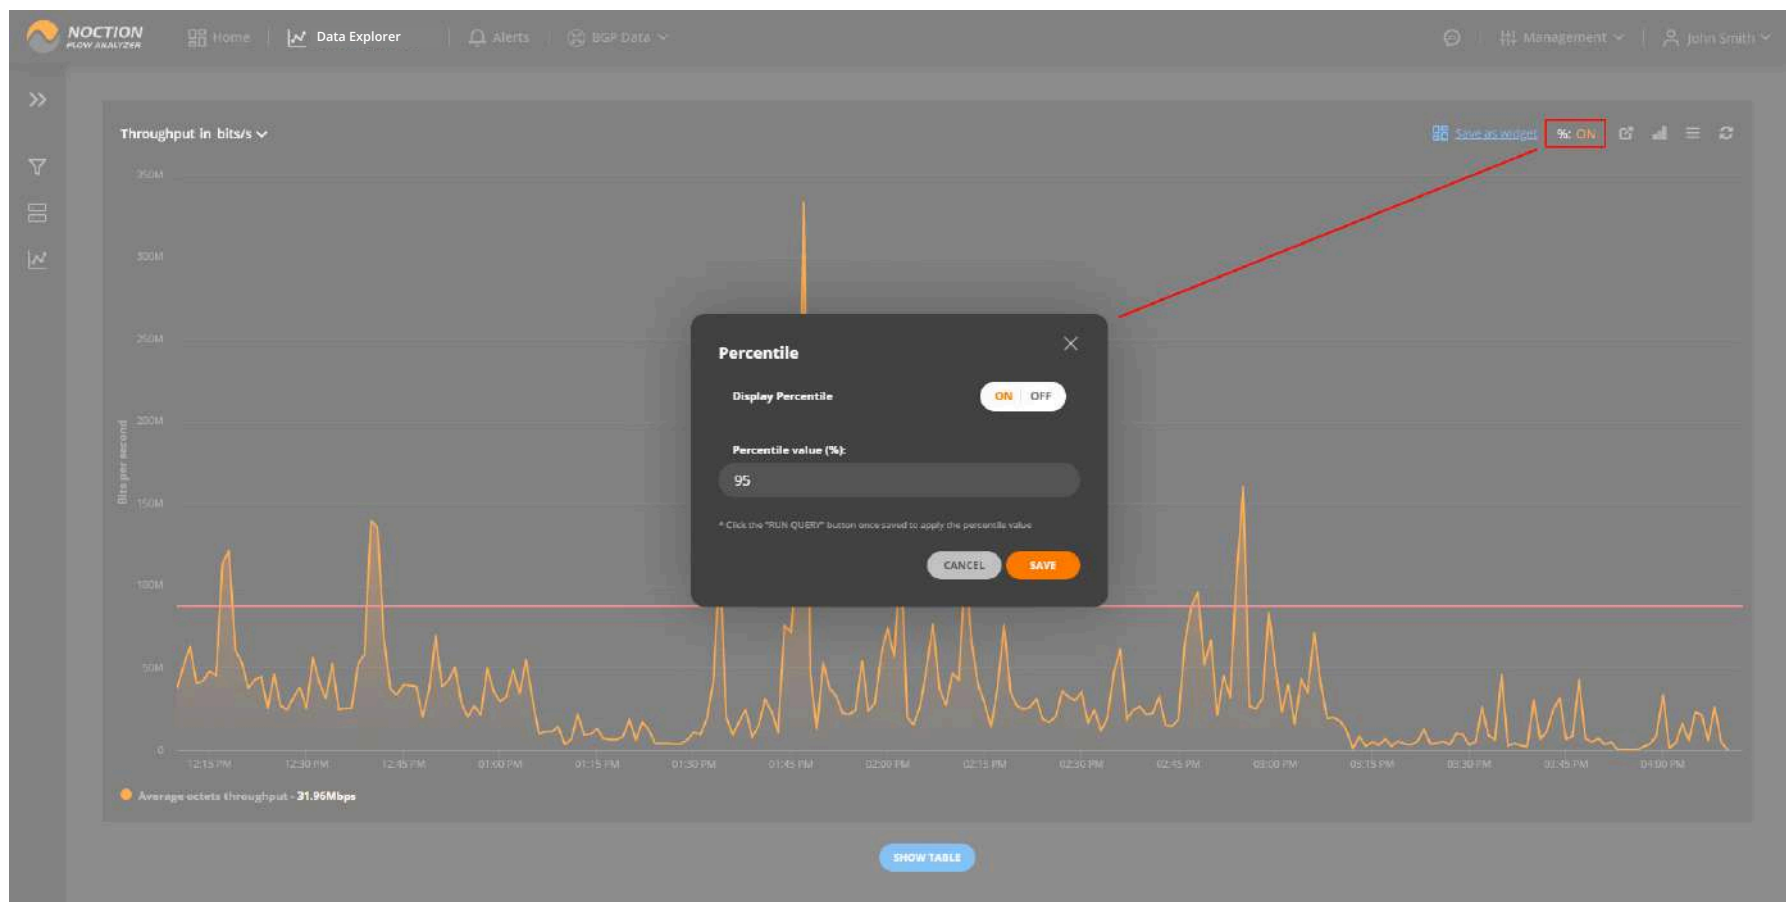 NOCTION
FLOW ANALYZER
Home
Data Explorer
Alerts
BGP Data
Management
John Smith
Throughput in bits/s
Save as widget
%: ON
350M
300M
250M
200M
150M
100M
50M
0
Bits per second
Percentile
Display Percentile
ON
OFF
Percentile value (%):
95
* Click the "RUN QUERY" button once saved to apply the percentile value
CANCEL
SAVE
12:15 PM
12:30 PM
12:45 PM
01:00 PM
01:15 PM
01:30 PM
01:45 PM
02:00 PM
02:15 PM
02:30 PM
02:45 PM
03:00 PM
03:15 PM
03:30 PM
03:45 PM
04:00 PM
Average octets throughput - 31.96Mbps
SHOW TABLE